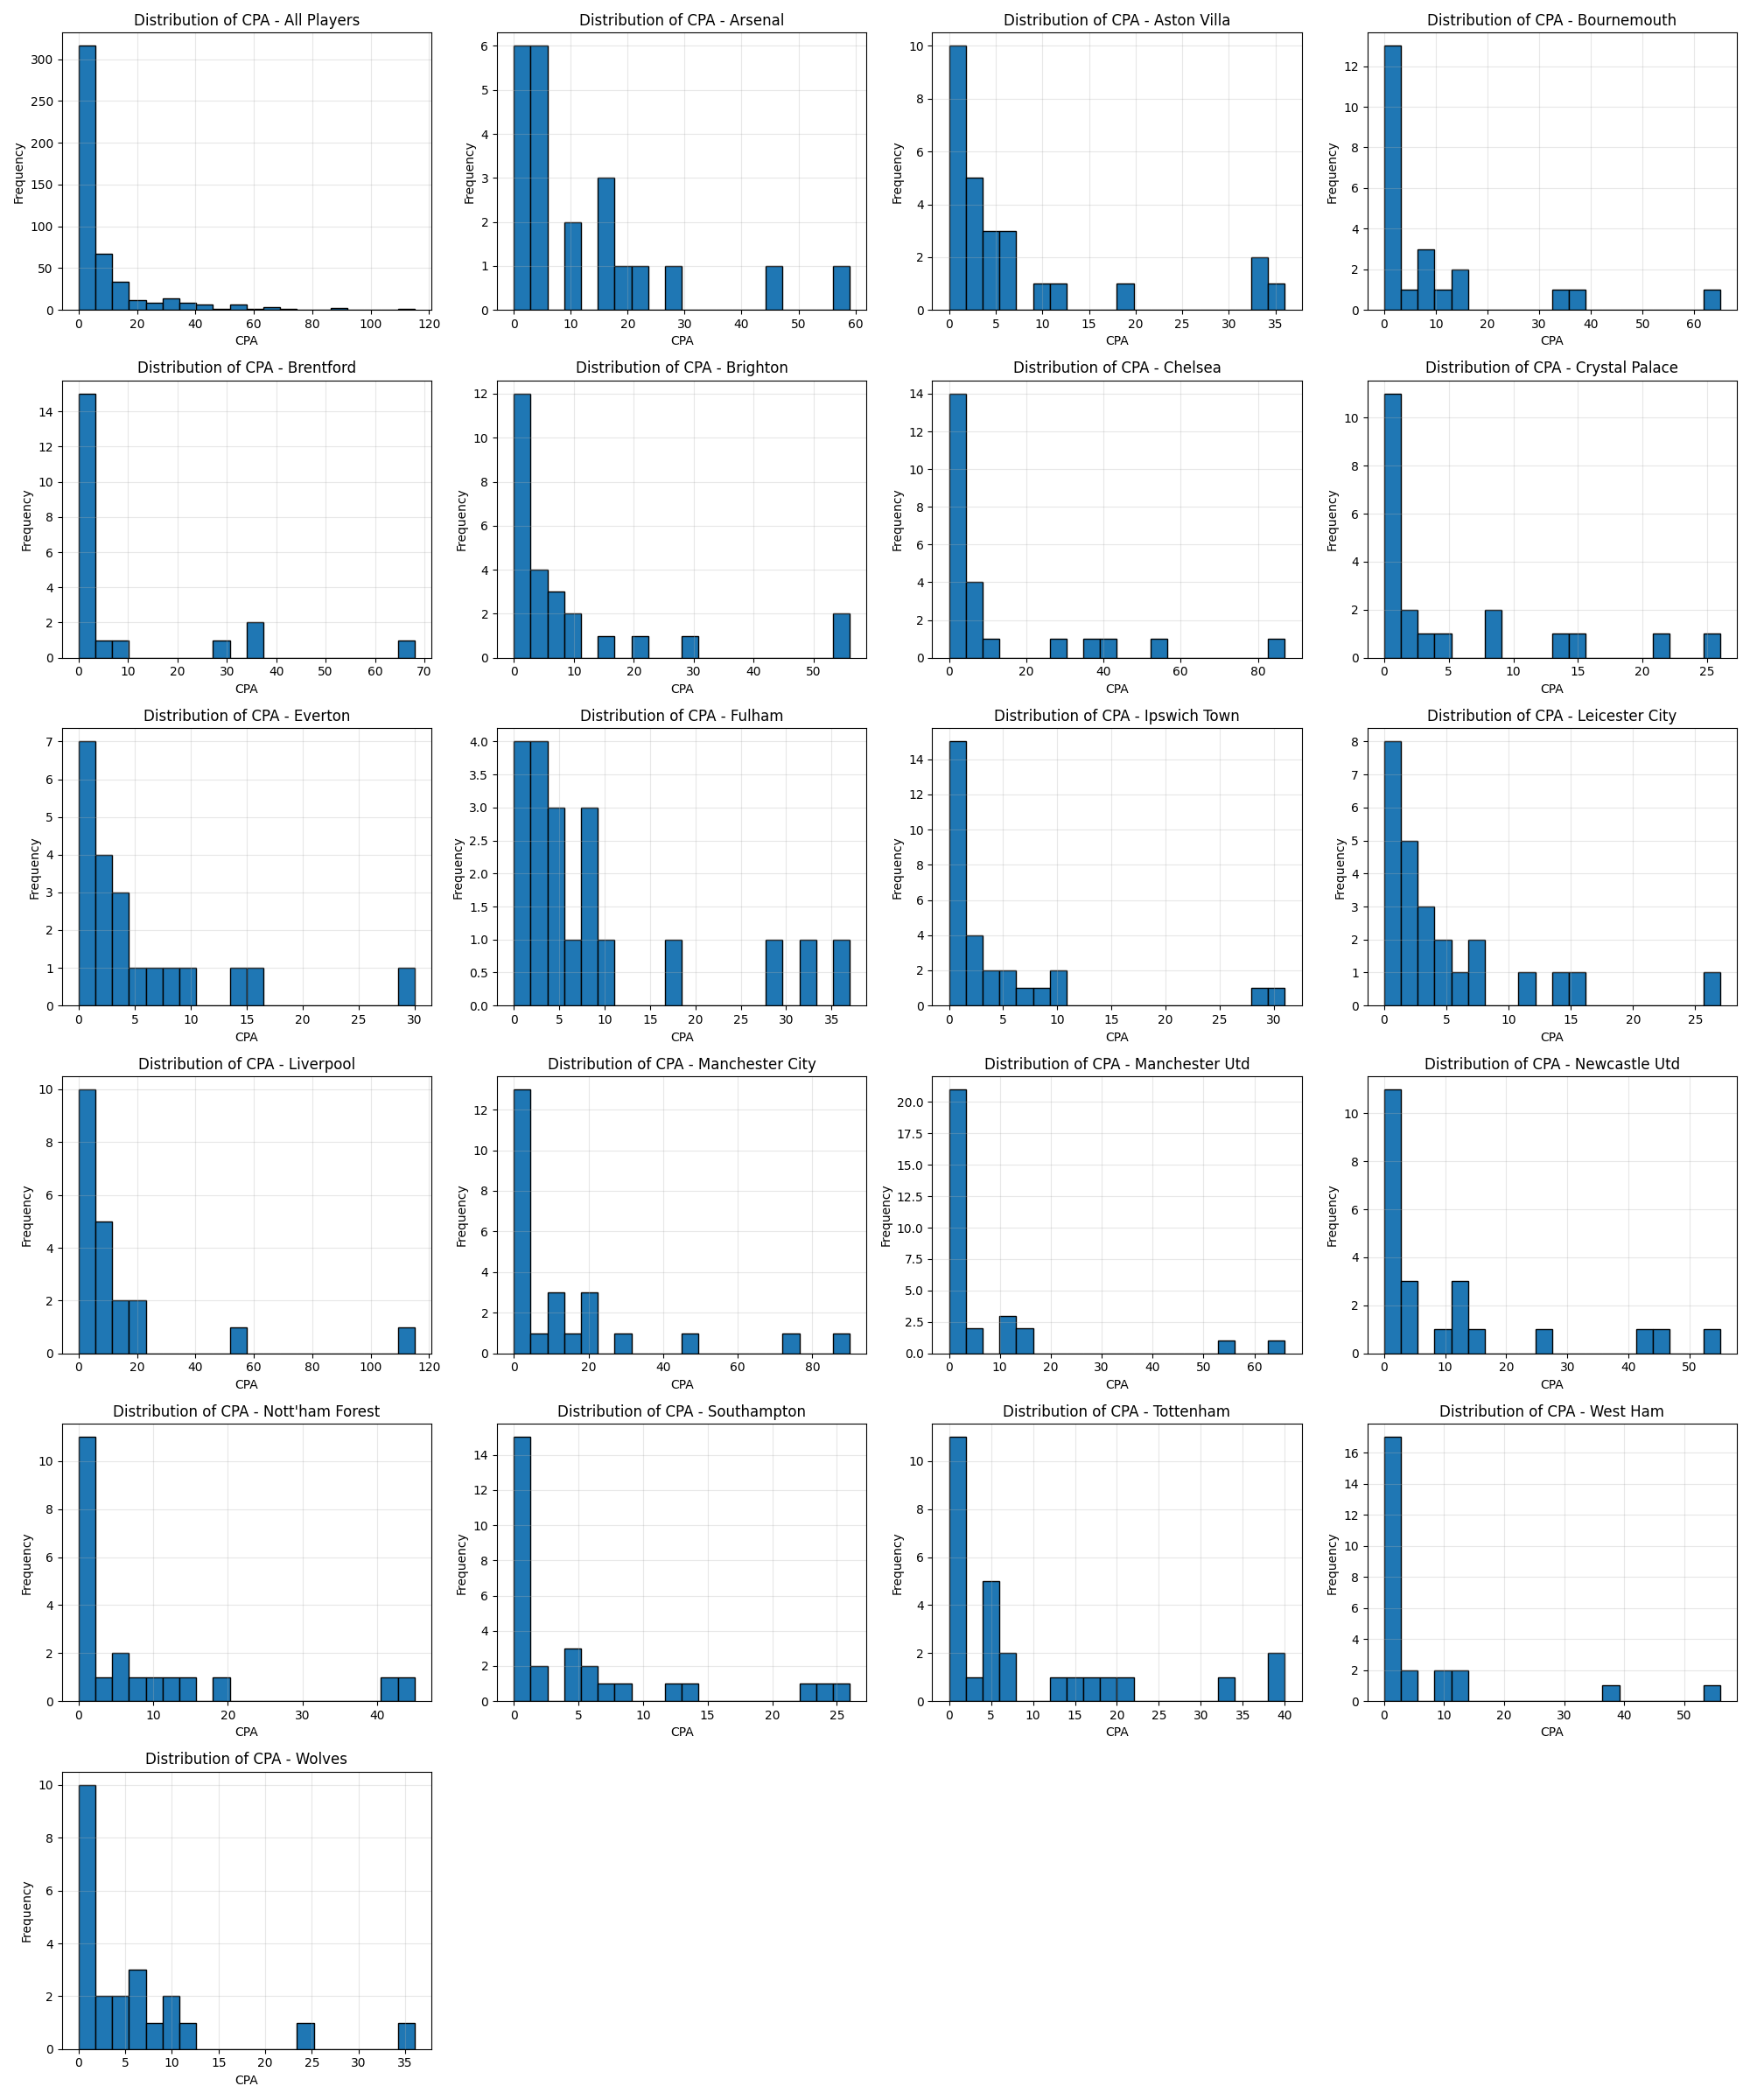 Distribution of CPA - All Players
300
250
200
150
100
50
0
Frequency
0 20 40 60 80 100 120
CPA
Distribution of CPA - Arsenal
6
5
4
3
2
1
0
Frequency
0 10 20 30 40 50 60
CPA
Distribution of CPA - Aston Villa
10
8
6
4
2
0
Frequency
0 5 10 15 20 25 30 35
CPA
Distribution of CPA - Bournemouth
12
10
8
6
4
2
0
Frequency
0 10 20 30 40 50 60
CPA
Distribution of CPA - Brentford
14
12
10
8
6
4
2
0
Frequency
0 10 20 30 40 50 60 70
CPA
Distribution of CPA - Brighton
12
10
8
6
4
2
0
Frequency
0 10 20 30 40 50
CPA
Distribution of CPA - Chelsea
14
12
10
8
6
4
2
0
Frequency
0 20 40 60 80
CPA
Distribution of CPA - Crystal Palace
10
8
6
4
2
0
Frequency
0 5 10 15 20 25
CPA
Distribution of CPA - Everton
7
6
5
4
3
2
1
0
Frequency
0 5 10 15 20 25 30
CPA
Distribution of CPA - Fulham
4.0
3.5
3.0
2.5
2.0
1.5
1.0
0.5
0.0
Frequency
0 5 10 15 20 25 30 35
CPA
Distribution of CPA - Ipswich Town
14
12
10
8
6
4
2
0
Frequency
0 5 10 15 20 25 30
CPA
Distribution of CPA - Leicester City
8
7
6
5
4
3
2
1
0
Frequency
0 5 10 15 20 25
CPA
Distribution of CPA - Liverpool
10
8
6
4
2
0
Frequency
0 20 40 60 80 100 120
CPA
Distribution of CPA - Manchester City
12
10
8
6
4
2
0
Frequency
0 20 40 60 80
CPA
Distribution of CPA - Manchester Utd
20.0
17.5
15.0
12.5
10.0
7.5
5.0
2.5
0.0
Frequency
0 10 20 30 40 50 60
CPA
Distribution of CPA - Newcastle Utd
10
8
6
4
2
0
Frequency
0 10 20 30 40 50
CPA
Distribution of CPA - Nott'ham Forest
10
8
6
4
2
0
Frequency
0 10 20 30 40
CPA
Distribution of CPA - Southampton
14
12
10
8
6
4
2
0
Frequency
0 5 10 15 20 25
CPA
Distribution of CPA - Tottenham
10
8
6
4
2
0
Frequency
0 5 10 15 20 25 30 35 40
CPA
Distribution of CPA - West Ham
16
14
12
10
8
6
4
2
0
Frequency
0 10 20 30 40 50
CPA
Distribution of CPA - Wolves
10
8
6
4
2
0
Frequency
0 5 10 15 20 25 30 35
CPA